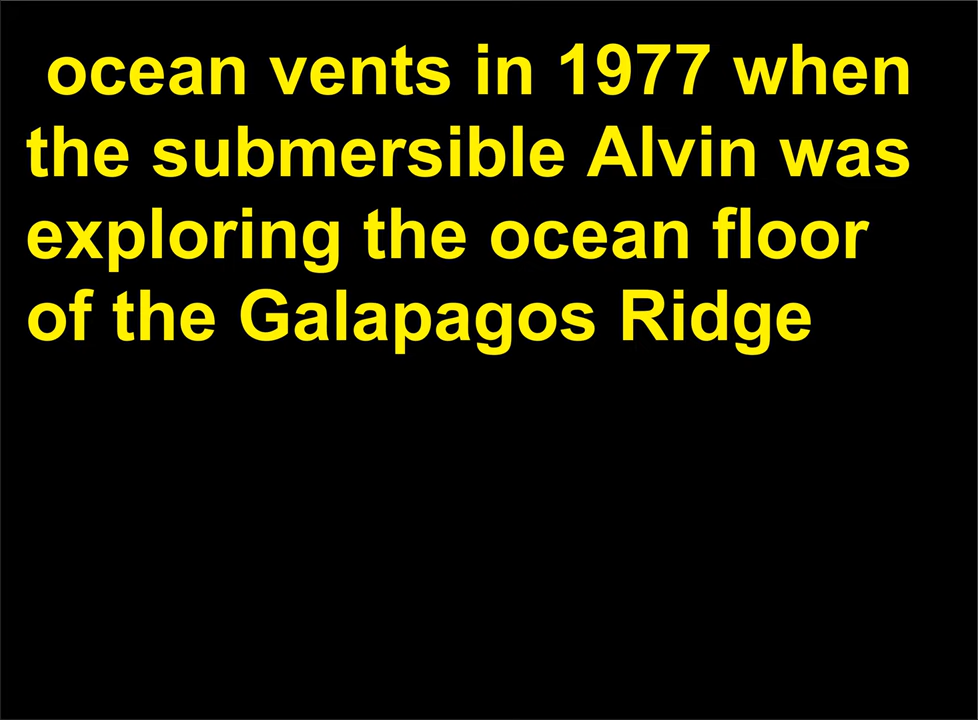 ocean vents in 1977 when
the submersible Alvin was
exploring the ocean floor
of the Galapagos Ridge